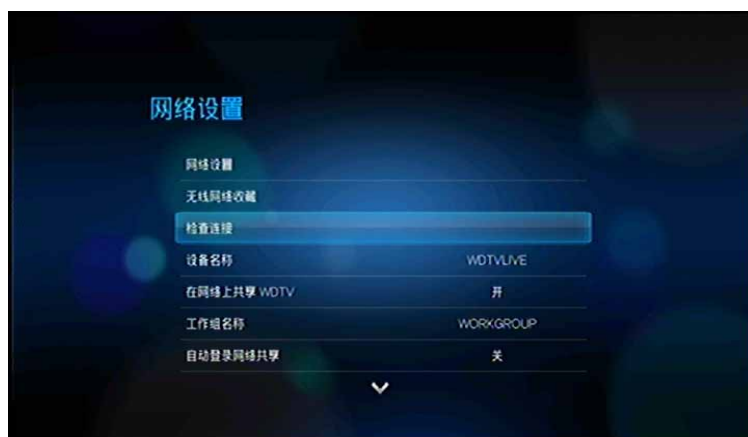 网络设置
网络设置
无线网络收藏
检查连接
设备名称 WDTVLIVE
在网络上共享 WDTV 开
工作组名称 WORKGROUP
自动登录网络共享 关